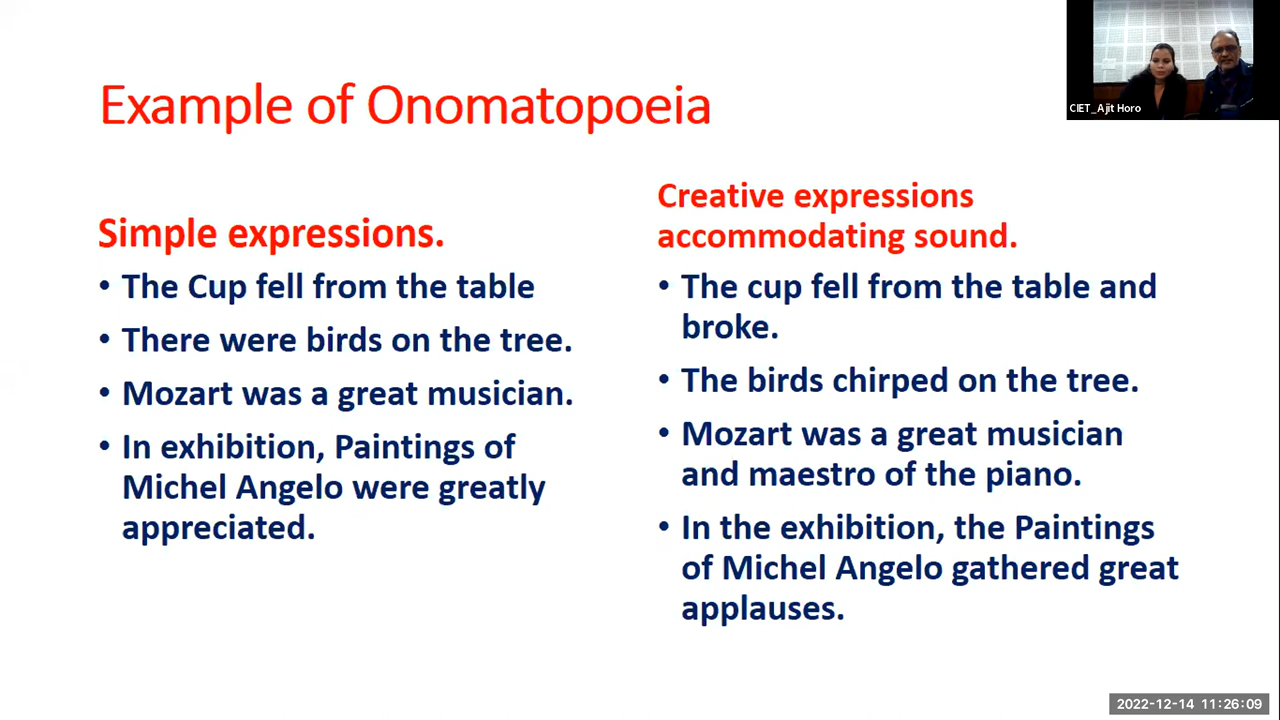 Example of Onomatopoeia
CIET_Ajit Horo
Simple expressions.
• The Cup fell from the table
• There were birds on the tree.
• Mozart was a great musician.
• In exhibition, Paintings of
Michel Angelo were greatly
appreciated.
Creative expressions
accommodating sound.
• The cup fell from the table and
broke.
• The birds chirped on the tree.
• Mozart was a great musician
and maestro of the piano.
• In the exhibition, the Paintings
of Michel Angelo gathered great
applauses.
2022-12-14 11:26:09